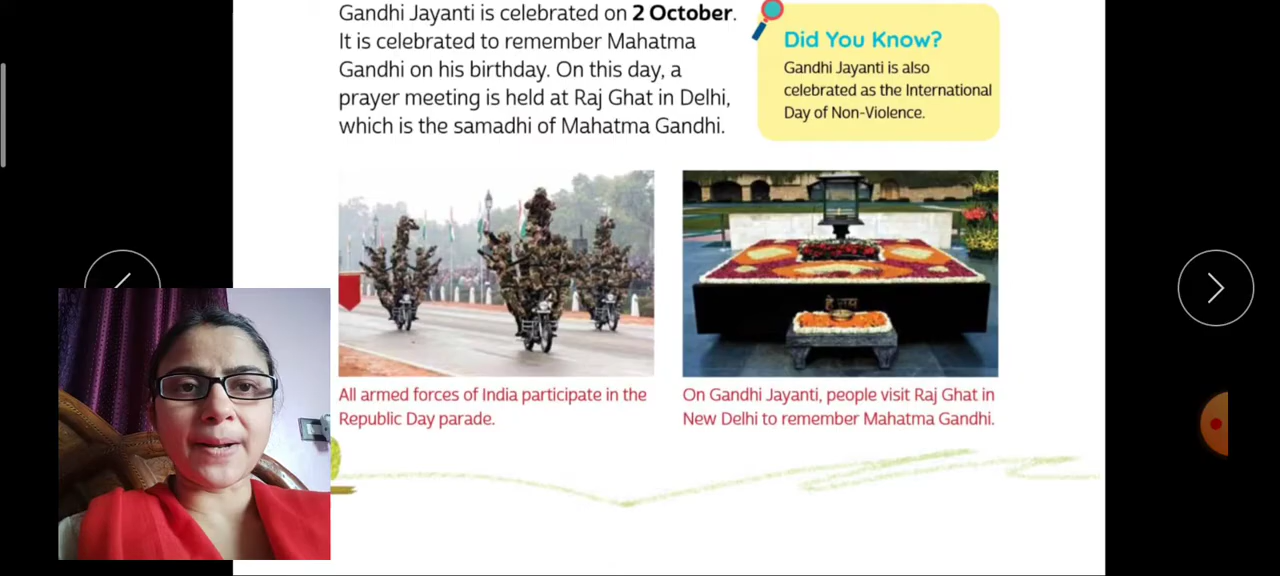 Gandhi Jayanti is celebrated on 2 October.
It is celebrated to remember Mahatma
Gandhi on his birthday. On this day, a
prayer meeting is held at Raj Ghat in Delhi,
which is the samadhi of Mahatma Gandhi.
Did You Know?
Gandhi Jayanti is also
celebrated as the International
Day of Non-Violence.
हे राम
All armed forces of India participate in the
Republic Day parade.
On Gandhi Jayanti, people visit Raj Ghat in
New Delhi to remember Mahatma Gandhi.